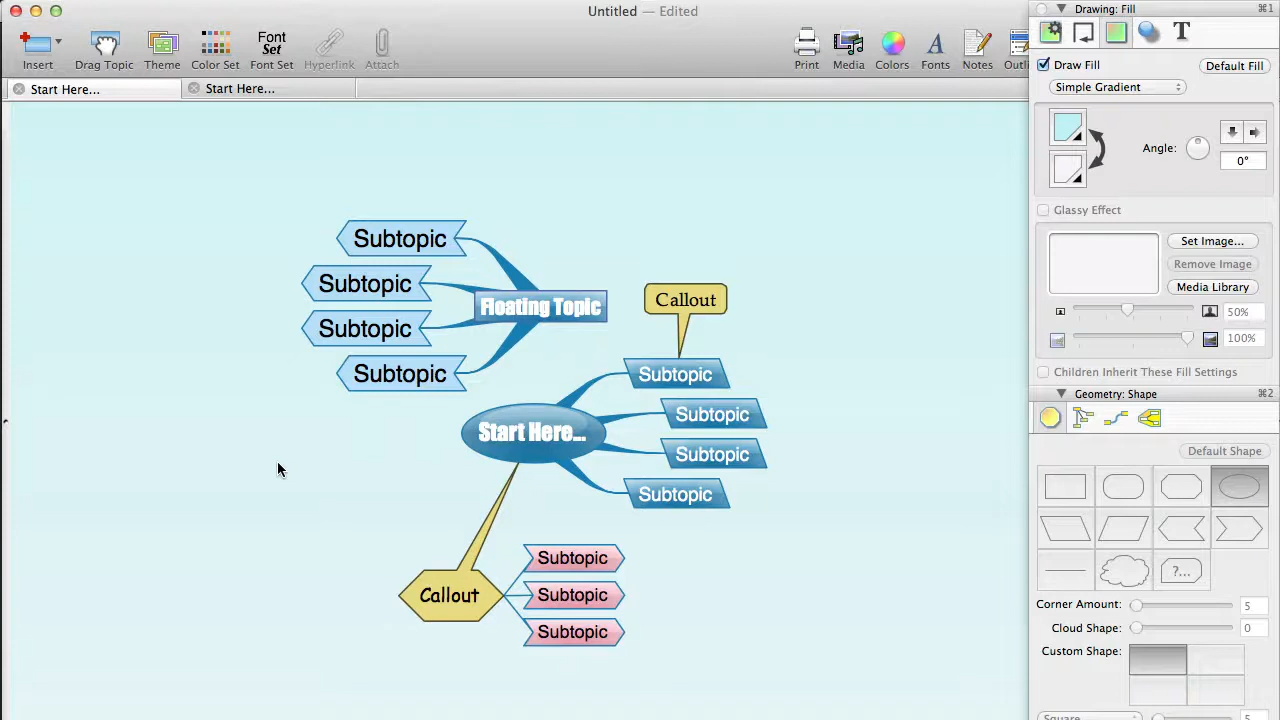 Untitled — Edited
Insert
Drag Topic
Theme
Color Set
Font
Set
Font Set
Hyperlink
Attach
Print
Media
Colors
Fonts
Notes
Start Here...
Start Here...
Subtopic
Subtopic
Subtopic
Subtopic
Floating Topic
Callout
Subtopic
Subtopic
Subtopic
Subtopic
Start Here...
Callout
Subtopic
Subtopic
Subtopic
Drawing: Fill
⌘1
T
Draw Fill
Default Fill
Simple Gradient
Angle:
0°
Glassy Effect
Set Image...
Remove Image
Media Library
50%
100%
Children Inherit These Fill Settings
Geometry: Shape
⌘2
Default Shape
?...
Corner Amount:
5
Cloud Shape:
0
Custom Shape:
Square
5